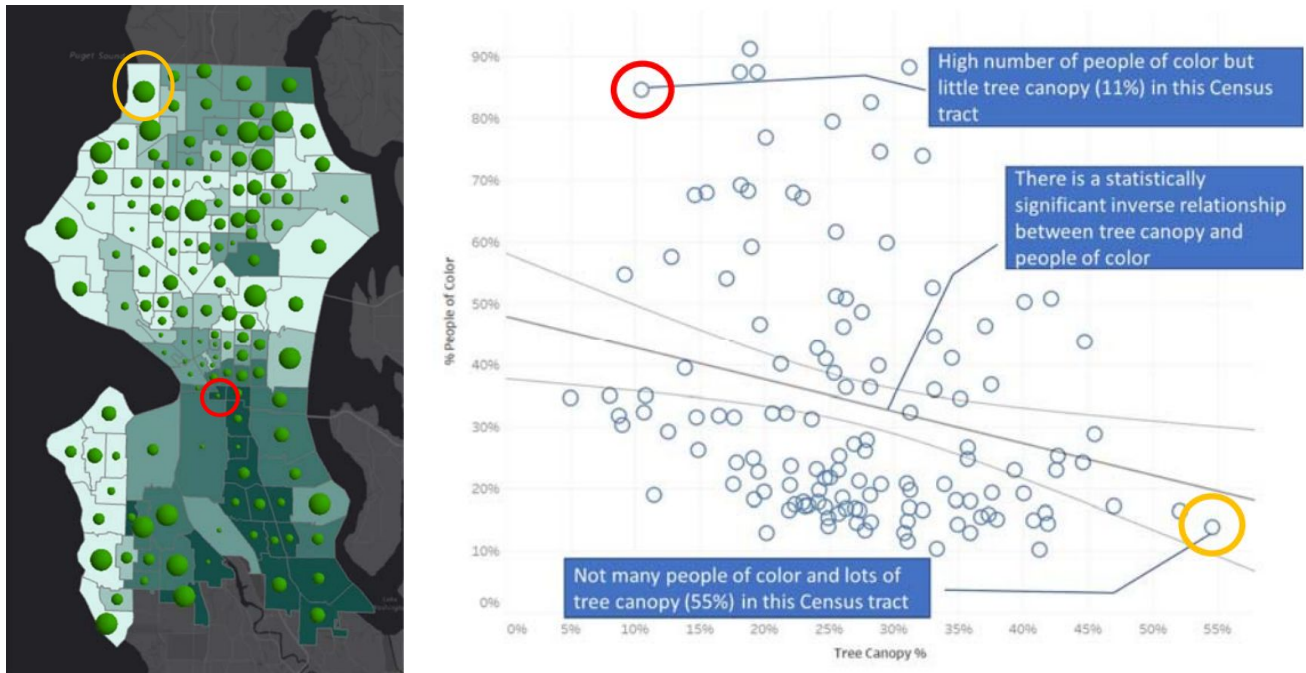 Puget Sound
Lake
Washington
90%
80%
70%
60%
50%
40%
30%
20%
10%
0%
% People of Color
High number of people of color but
little tree canopy (11%) in this Census
tract
There is a statistically
significant inverse relationship
between tree canopy and
people of color
Not many people of color and lots of
tree canopy (55%) in this Census tract
0% 5% 10% 15% 20% 25% 30% 35% 40% 45% 50% 55%
Tree Canopy %